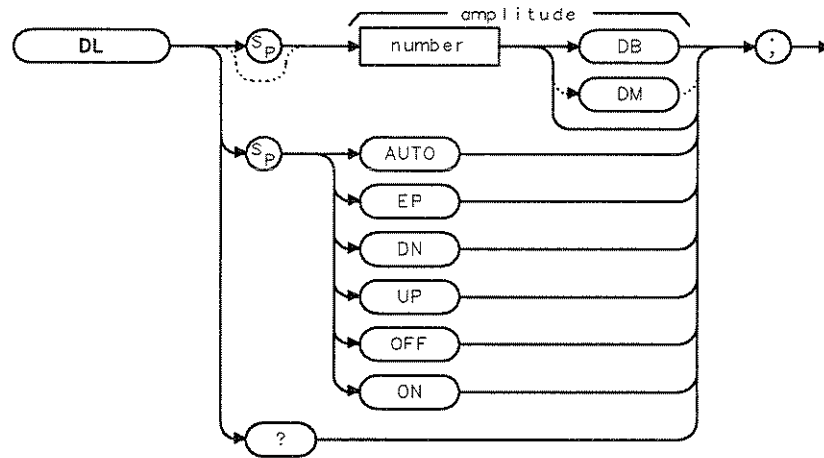 amplitude
DL SP number DB ;
DM
SP AUTO
EP
DN
UP
OFF
ON
?